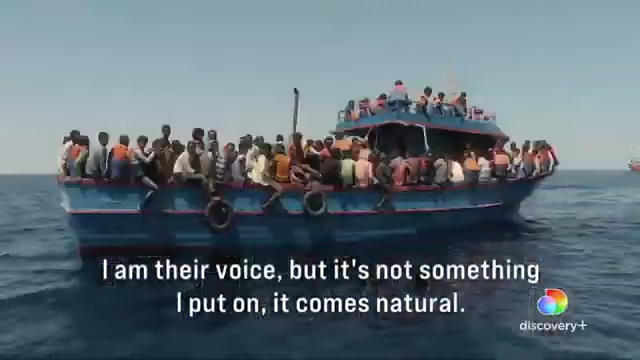 I am their voice, but it's not something
I put on, it comes natural.
discovery+